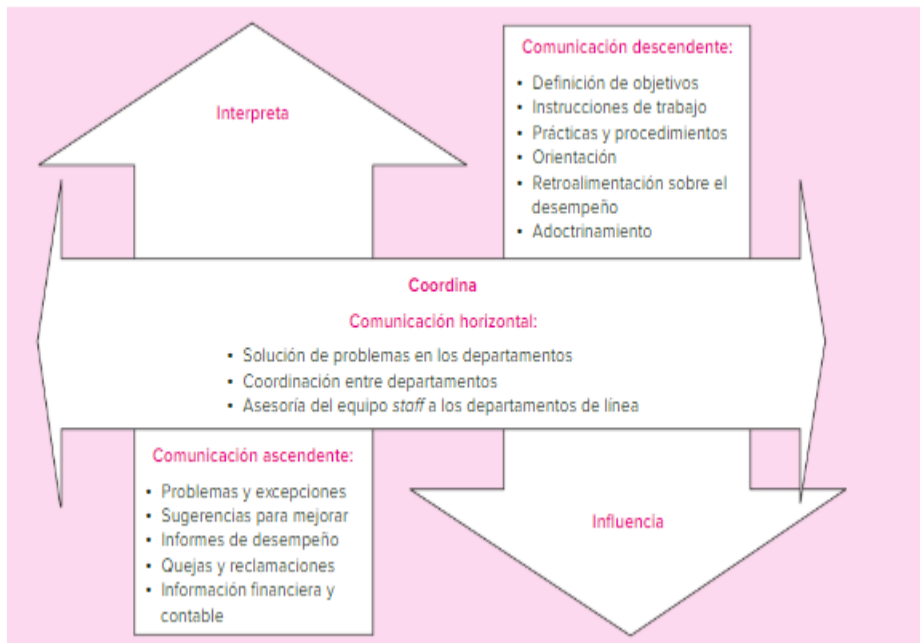 Interpreta
Comunicación descendente:
• Definición de objetivos
• Instrucciones de trabajo
• Prácticas y procedimientos
• Orientación
• Retroalimentación sobre el
desempeño
• Adoctrinamiento
Coordina
Comunicación horizontal:
• Solución de problemas en los departamentos
• Coordinación entre departamentos
• Asesoría del equipo staff a los departamentos de línea
Comunicación ascendente:
• Problemas y excepciones
• Sugerencias para mejorar
• Informes de desempeño
• Quejas y reclamaciones
• Información financiera y
contable
Influencia